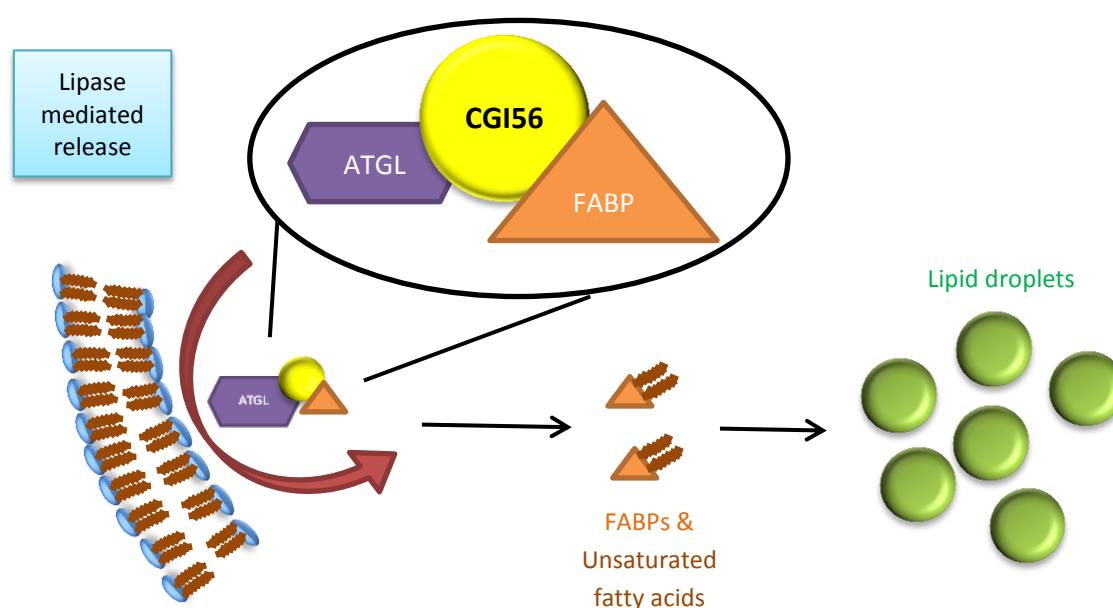 Lipase
mediated
release
CGI56
ATGL
FABP
Lipid droplets
ATGL
FABPs &
Unsaturated
fatty acids